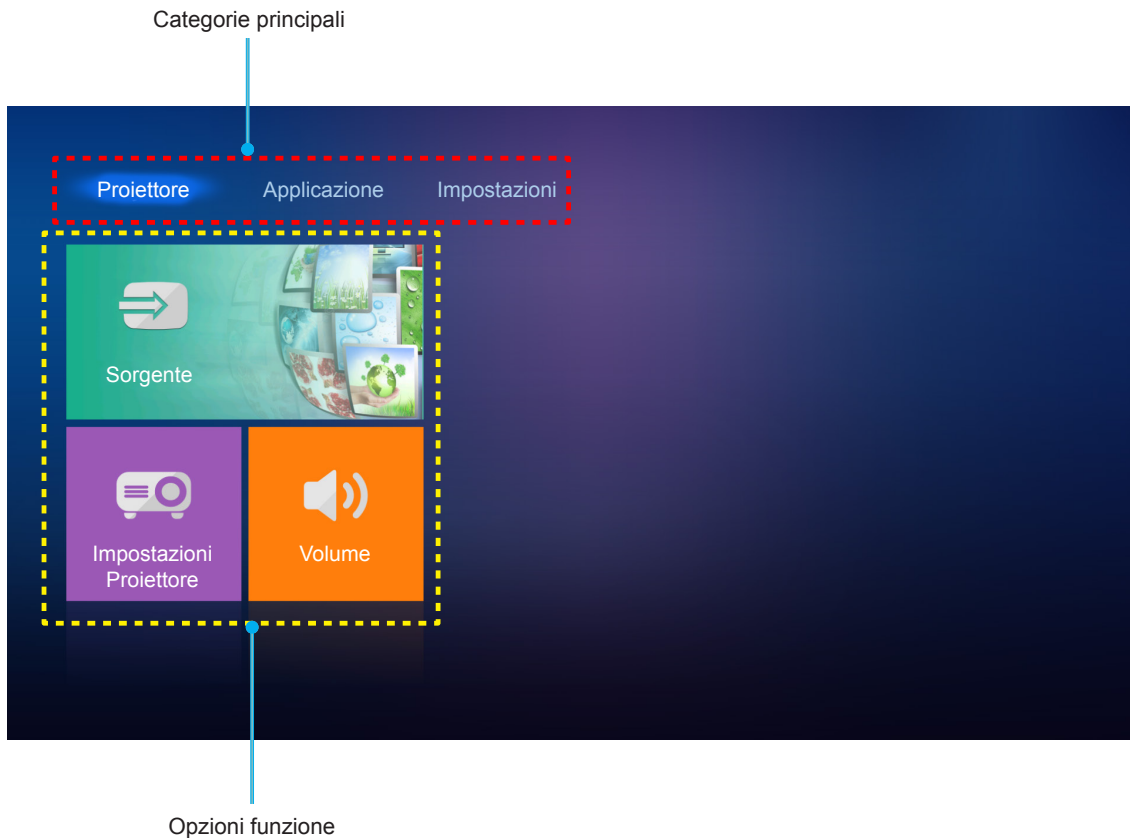 Categorie principali
Proiettore Applicazione Impostazioni
Sorgente
Impostazioni
Proiettore
Volume
Opzioni funzione